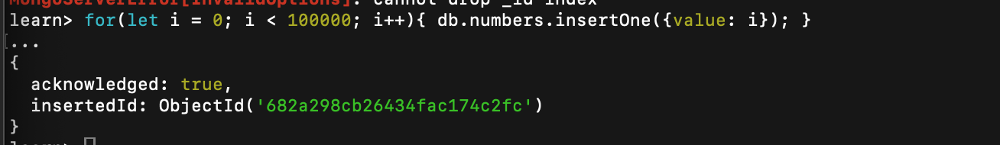 MongoServerError[InvalidOptions]: cannot drop _id index
learn> for(let i = 0; i < 100000; i++){ db.numbers.insertOne({value: i}); }
...
{
  acknowledged: true,
  insertedId: ObjectId('682a298cb26434fac174c2fc')
}
learn>